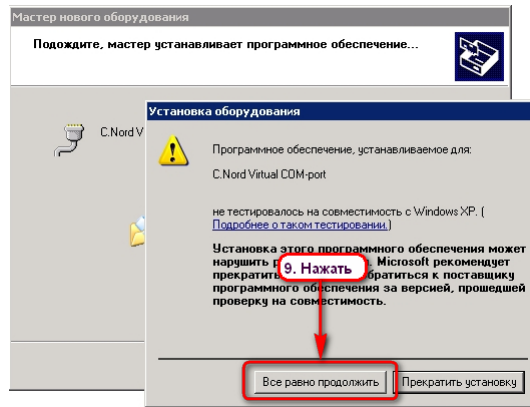 Мастер нового оборудования
Подождите, мастер устанавливает программное обеспечение...
C.Nord V
Установка оборудования
Программное обеспечение, устанавливаемое для:
C.Nord Virtual COM-port
не тестировалось на совместимость с Windows XP. (
Подробнее о таком тестировании.)
Установка этого программного обеспечения может
нарушить Microsoft рекомендует
прекратить братиться к поставщику
программного обеспечения за версией, прошедшей
проверку на совместимость.
9. Нажать
Все равно продолжить
Прекратить установку